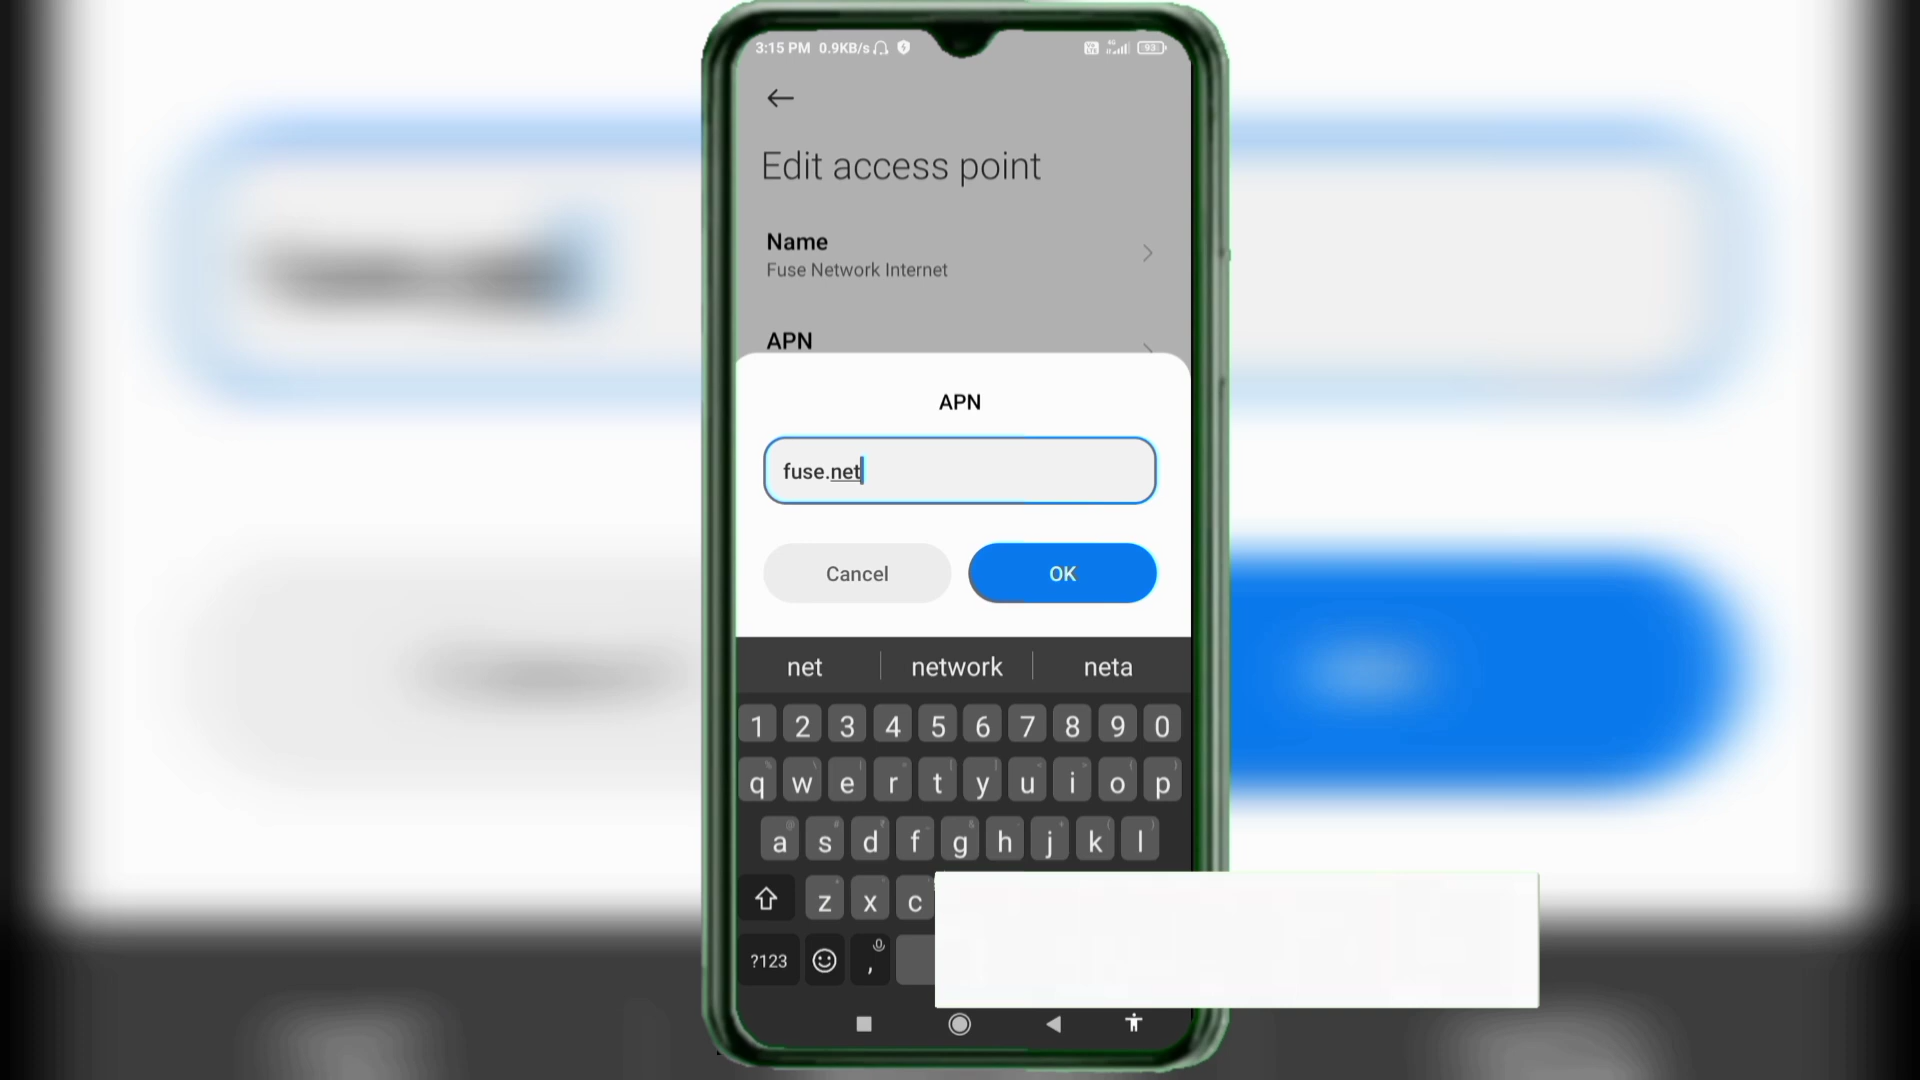 3:15 PM 0.9KB/s 93
Edit access point
Name
Fuse Network Internet
APN
APN
fuse.net
Cancel OK
net network neta
1 2 3 4 5 6 7 8 9 0
q w e r t y u i o p
a s d f g h j k l
z x c
?123 ,